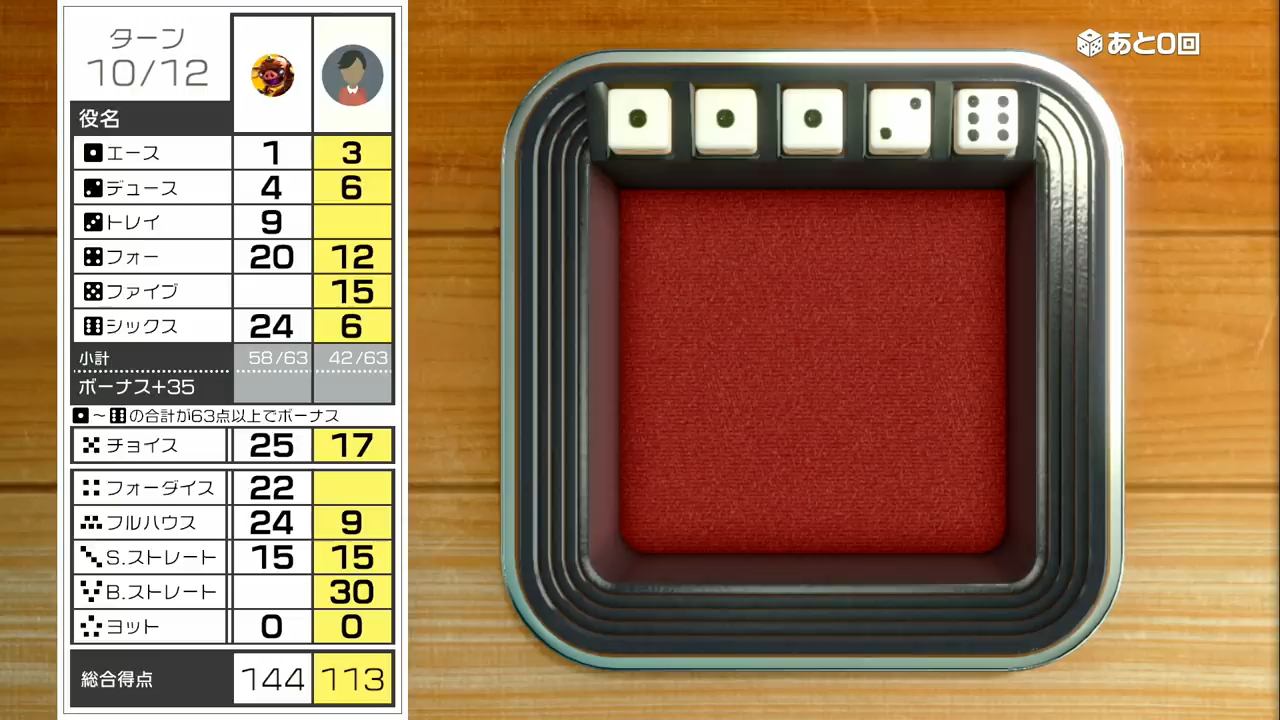 ターン
10/12
あと0回
役名
エース 1 3
デュース 4 6
トレイ 9
フォー 20 12
ファイブ 15
シックス 24 6
小計 58/63 42/63
ボーナス+35
～の合計が63点以上でボーナス
チョイス 25 17
フォーダイス 22
フルハウス 24 9
S.ストレート 15 15
B.ストレート 30
ヨット 0 0
総合得点 144 113